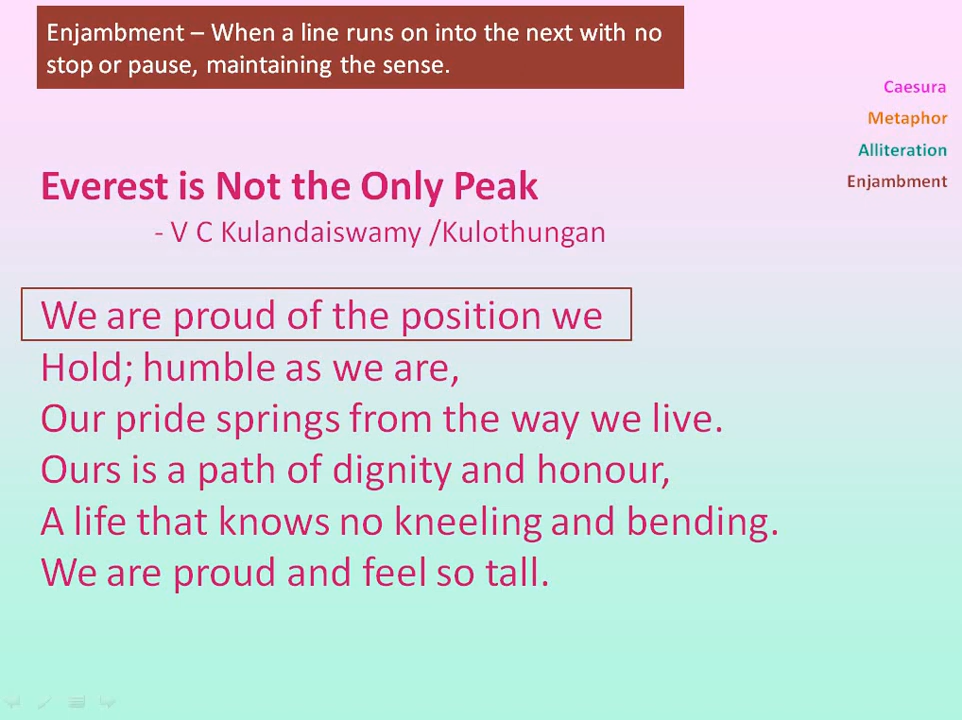 Enjambment – When a line runs on into the next with no
stop or pause, maintaining the sense.
Caesura
Metaphor
Alliteration
Enjambment
Everest is Not the Only Peak
- V C Kulandaiswamy /Kulothungan
We are proud of the position we
Hold; humble as we are,
Our pride springs from the way we live.
Ours is a path of dignity and honour,
A life that knows no kneeling and bending.
We are proud and feel so tall.